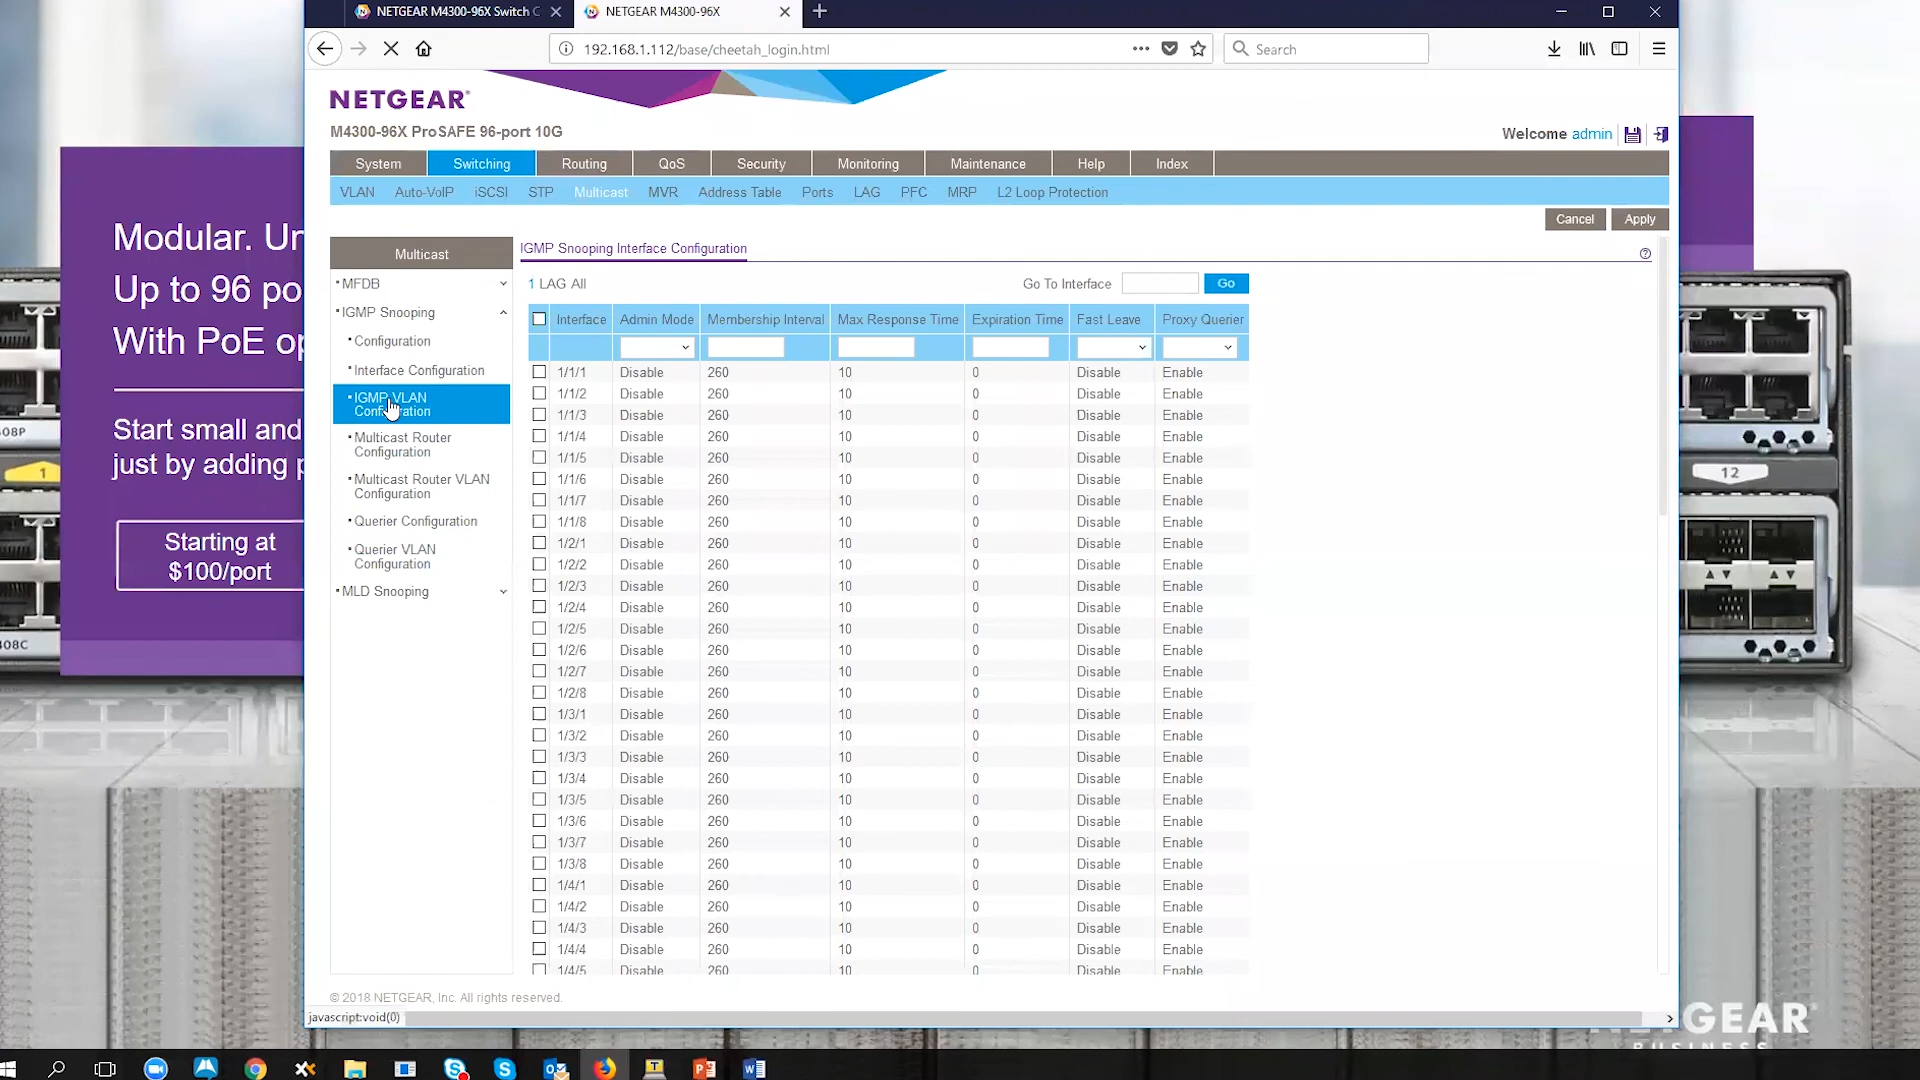 NETGEAR M4300-96X Switch C
NETGEAR M4300-96X
192.168.1.112/base/cheetah_login.html
Search
NETGEAR
M4300-96X ProSAFE 96-port 10G
Welcome admin
System Switching Routing QoS Security Monitoring Maintenance Help Index
VLAN Auto-VoIP iSCSI STP Multicast MVR Address Table Ports LAG PFC MRP L2 Loop Protection
Cancel Apply
Multicast
MFDB
IGMP Snooping
Configuration
Interface Configuration
IGMP VLAN
Multicast Router
Configuration
Multicast Router VLAN
Configuration
Querier Configuration
Querier VLAN
Configuration
MLD Snooping
IGMP Snooping Interface Configuration
1 LAG All
Go To Interface Go
Interface Admin Mode Membership Interval Max Response Time Expiration Time Fast Leave Proxy Querier
1/1/1 Disable 260 10 0 Disable Enable
1/1/2 Disable 260 10 0 Disable Enable
1/1/3 Disable 260 10 0 Disable Enable
1/1/4 Disable 260 10 0 Disable Enable
1/1/5 Disable 260 10 0 Disable Enable
1/1/6 Disable 260 10 0 Disable Enable
1/1/7 Disable 260 10 0 Disable Enable
1/1/8 Disable 260 10 0 Disable Enable
1/2/1 Disable 260 10 0 Disable Enable
1/2/2 Disable 260 10 0 Disable Enable
1/2/3 Disable 260 10 0 Disable Enable
1/2/4 Disable 260 10 0 Disable Enable
1/2/5 Disable 260 10 0 Disable Enable
1/2/6 Disable 260 10 0 Disable Enable
1/2/7 Disable 260 10 0 Disable Enable
1/2/8 Disable 260 10 0 Disable Enable
1/3/1 Disable 260 10 0 Disable Enable
1/3/2 Disable 260 10 0 Disable Enable
1/3/3 Disable 260 10 0 Disable Enable
1/3/4 Disable 260 10 0 Disable Enable
1/3/5 Disable 260 10 0 Disable Enable
1/3/6 Disable 260 10 0 Disable Enable
1/3/7 Disable 260 10 0 Disable Enable
1/3/8 Disable 260 10 0 Disable Enable
1/4/1 Disable 260 10 0 Disable Enable
1/4/2 Disable 260 10 0 Disable Enable
1/4/3 Disable 260 10 0 Disable Enable
1/4/4 Disable 260 10 0 Disable Enable
1/4/5 Disable 260 10 0 Disable Enable
© 2018 NETGEAR, Inc. All rights reserved.
javascript:void(0)
Modular. Un
Up to 96 po
With PoE op
Start small and
just by adding p
Starting at
$100/port
408P
1
408C
12
NETGEAR
BUSINESS